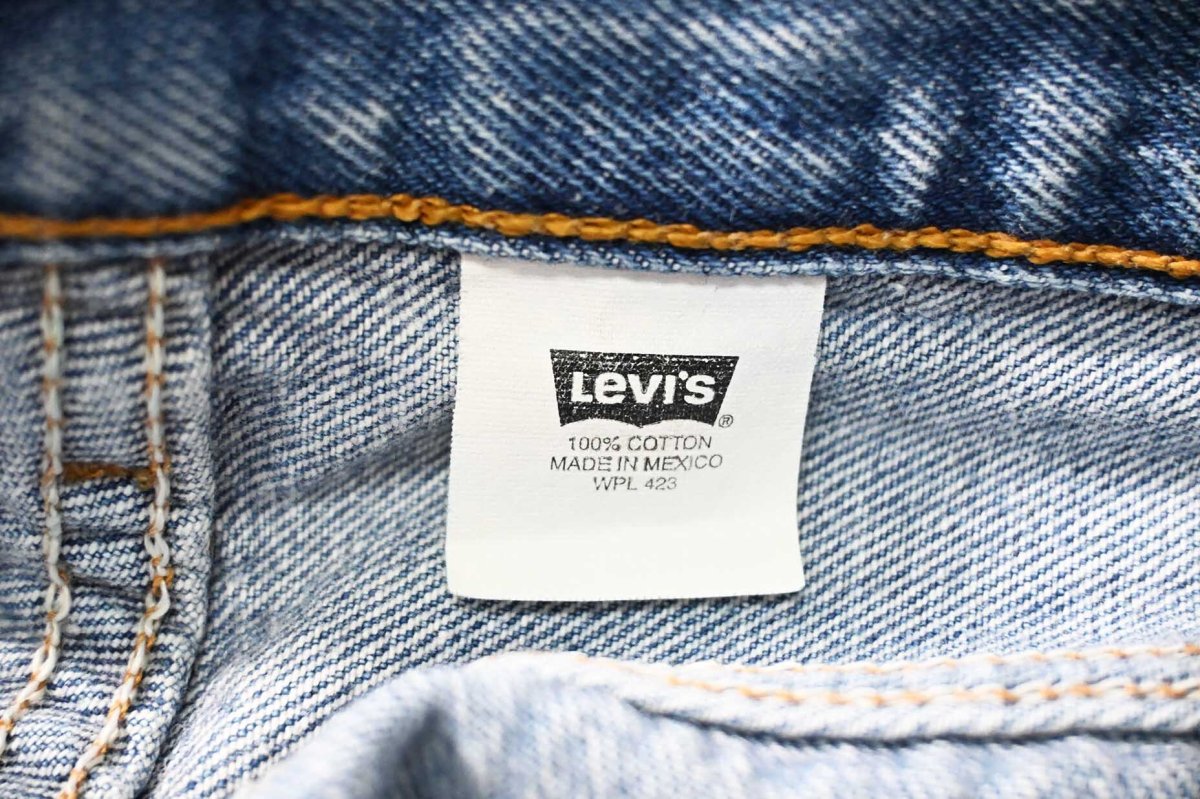 Levi's ®
100% COTTON
MADE IN MEXICO
WPL 423